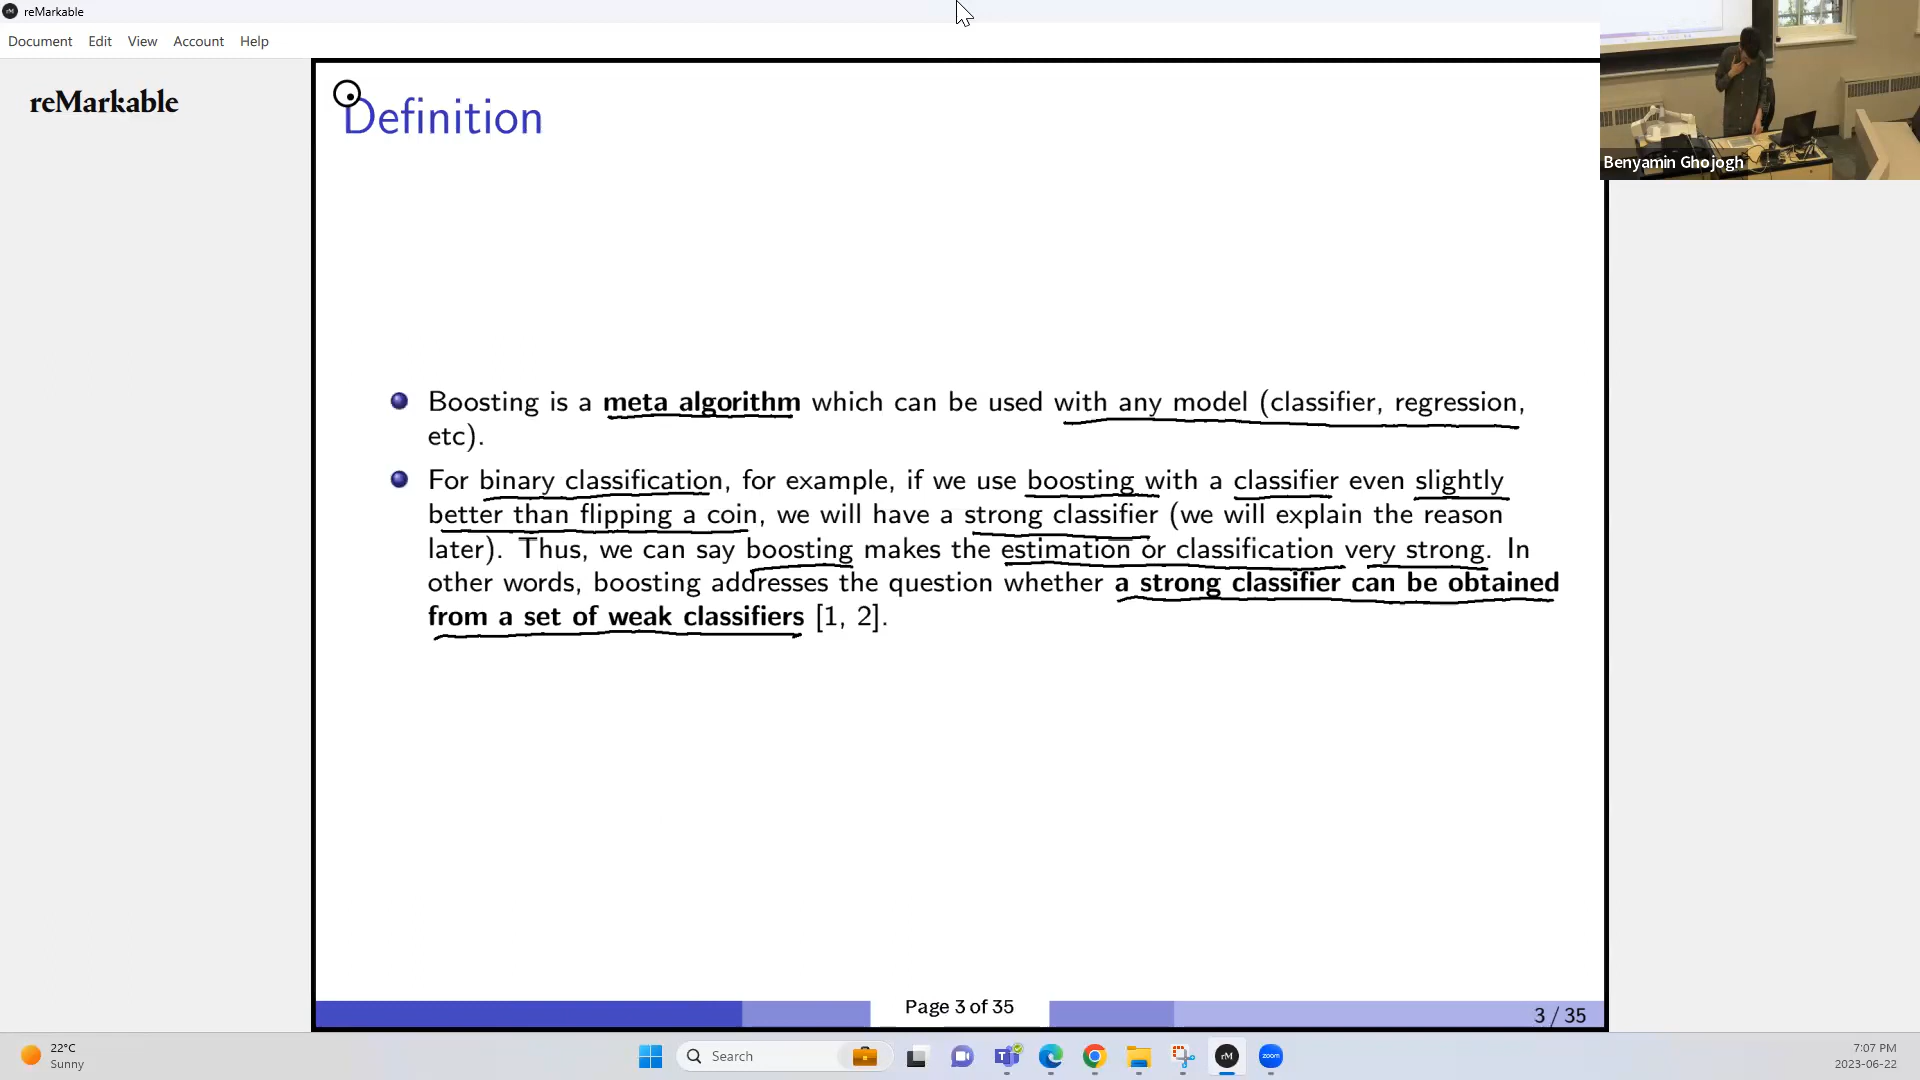 reMarkable
Document Edit View Account Help
reMarkable
Definition
Benyamin Ghojogh
Boosting is a meta algorithm which can be used with any model (classifier, regression,
etc).
For binary classification, for example, if we use boosting with a classifier even slightly
better than flipping a coin, we will have a strong classifier (we will explain the reason
later). Thus, we can say boosting makes the estimation or classification very strong. In
other words, boosting addresses the question whether a strong classifier can be obtained
from a set of weak classifiers [1, 2].
Page 3 of 35
3 / 35
22°C
Sunny
Search
rM
zoom
7:07 PM
2023-06-22